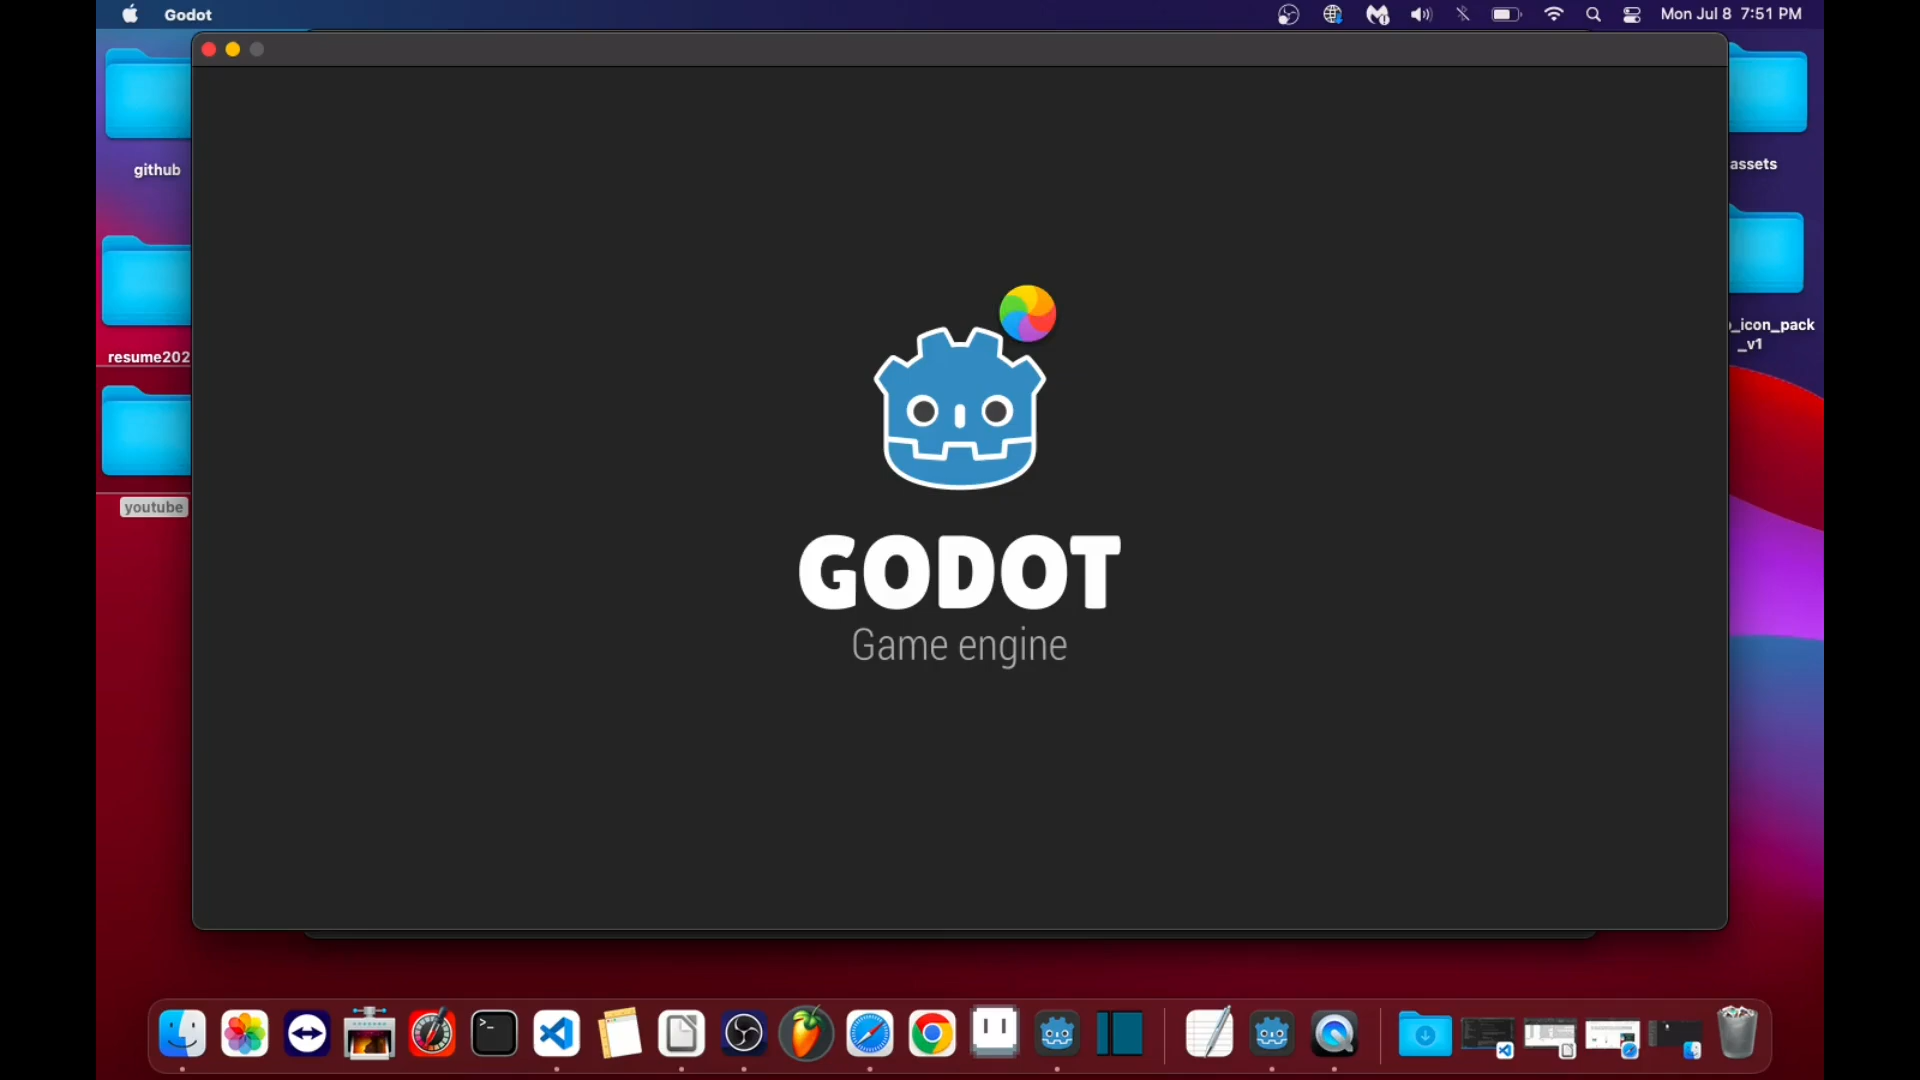 Godot
Mon Jul 8 7:51 PM
github
assets
resume202
_icon_pack
_v1
youtube
GODOT
Game engine
>_